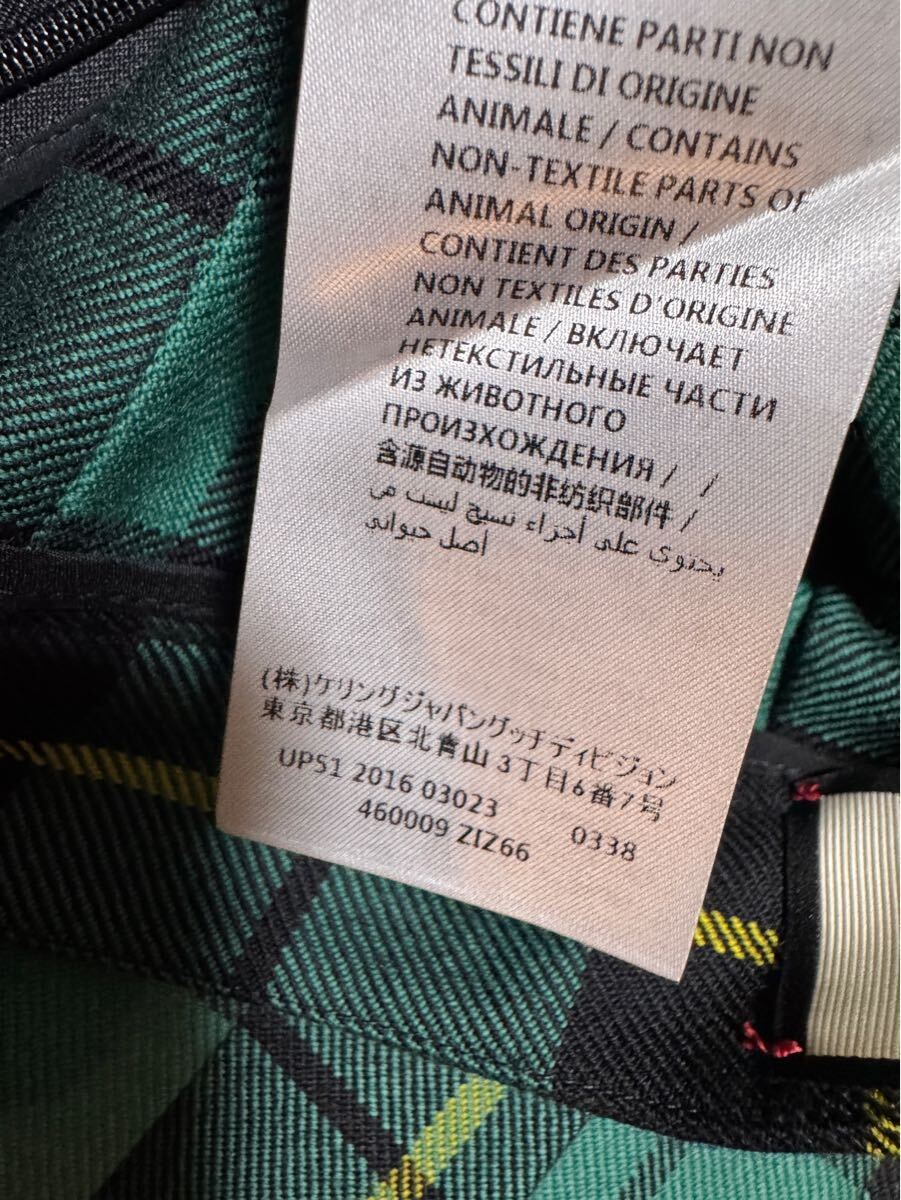 CONTIENE PARTI NON
TESSILI DI ORIGINE
ANIMALE / CONTAINS
NON-TEXTILE PARTS OF
ANIMAL ORIGIN /
CONTIENT DES PARTIES
NON TEXTILES D'ORIGINE
ANIMALE / ВКЛЮЧАЕТ
НЕТЕКСТИЛЬНЫЕ ЧАСТИ
ИЗ ЖИВОТНОГО
ПРОИЗХОЖДЕНИЯ / /
含源自动物的非纺织部件 /
يحتوي على أجزاء نسيج ليست من
أصل حيواني
(株)ケリングジャパングッチディビジョン
東京都港区北青山3丁目6番7号
UPS1 2016 03023 0338
460009 ZIZ66